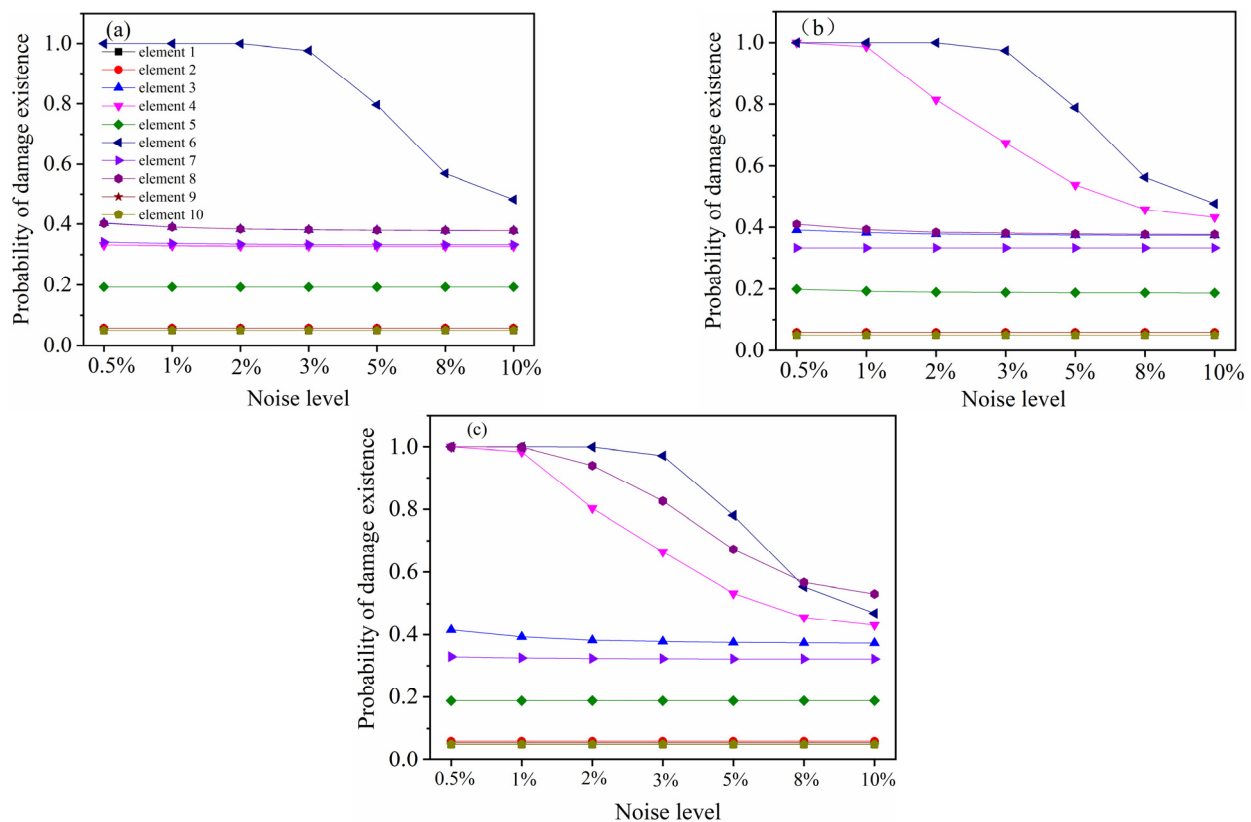 (a)
Probability of damage existence
1.0
0.8
0.6
0.4
0.2
0.0
element 1
element 2
element 3
element 4
element 5
element 6
element 7
element 8
element 9
element 10
0.5% 1% 2% 3% 5% 8% 10%
Noise level
(b)
Probability of damage existence
1.0
0.8
0.6
0.4
0.2
0.0
0.5% 1% 2% 3% 5% 8% 10%
Noise level
(c)
Probability of damage existence
1.0
0.8
0.6
0.4
0.2
0.0
0.5% 1% 2% 3% 5% 8% 10%
Noise level